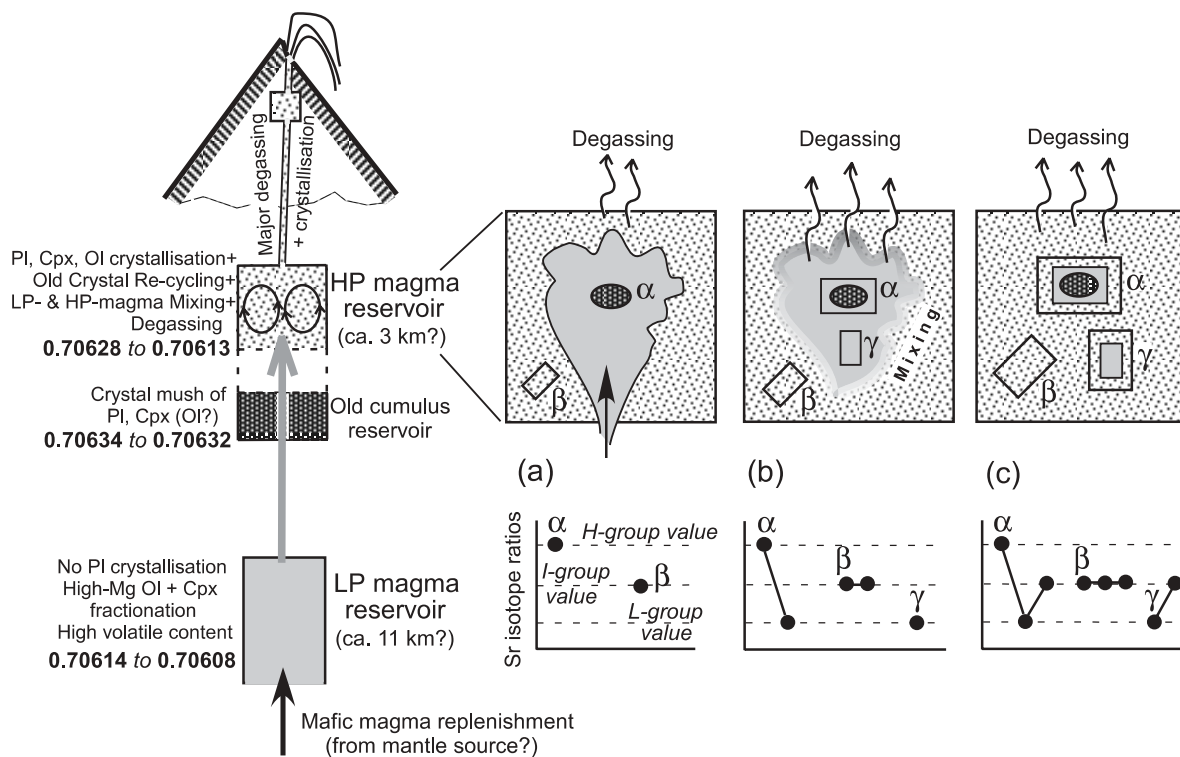 Major degassing
+ crystallisation
Pl, Cpx, Ol crystallisation+
Old Crystal Re-cycling+
LP- & HP-magma Mixing+
Degassing
0.70628 to 0.70613
HP magma
reservoir
(ca. 3 km?)
Crystal mush of
Pl, Cpx (Ol?)
0.70634 to 0.70632
Old cumulus
reservoir
No Pl crystallisation
High-Mg Ol + Cpx
fractionation
High volatile content
0.70614 to 0.70608
LP magma
reservoir
(ca. 11 km?)
Mafic magma replenishment
(from mantle source?)
Degassing
α
β
(a)
Degassing
α
γ
β
Mixing
(b)
Degassing
α
β
γ
(c)
Sr isotope ratios
α
H-group value
I-group
value
β
L-group
value
α
β
γ
α
β
γ